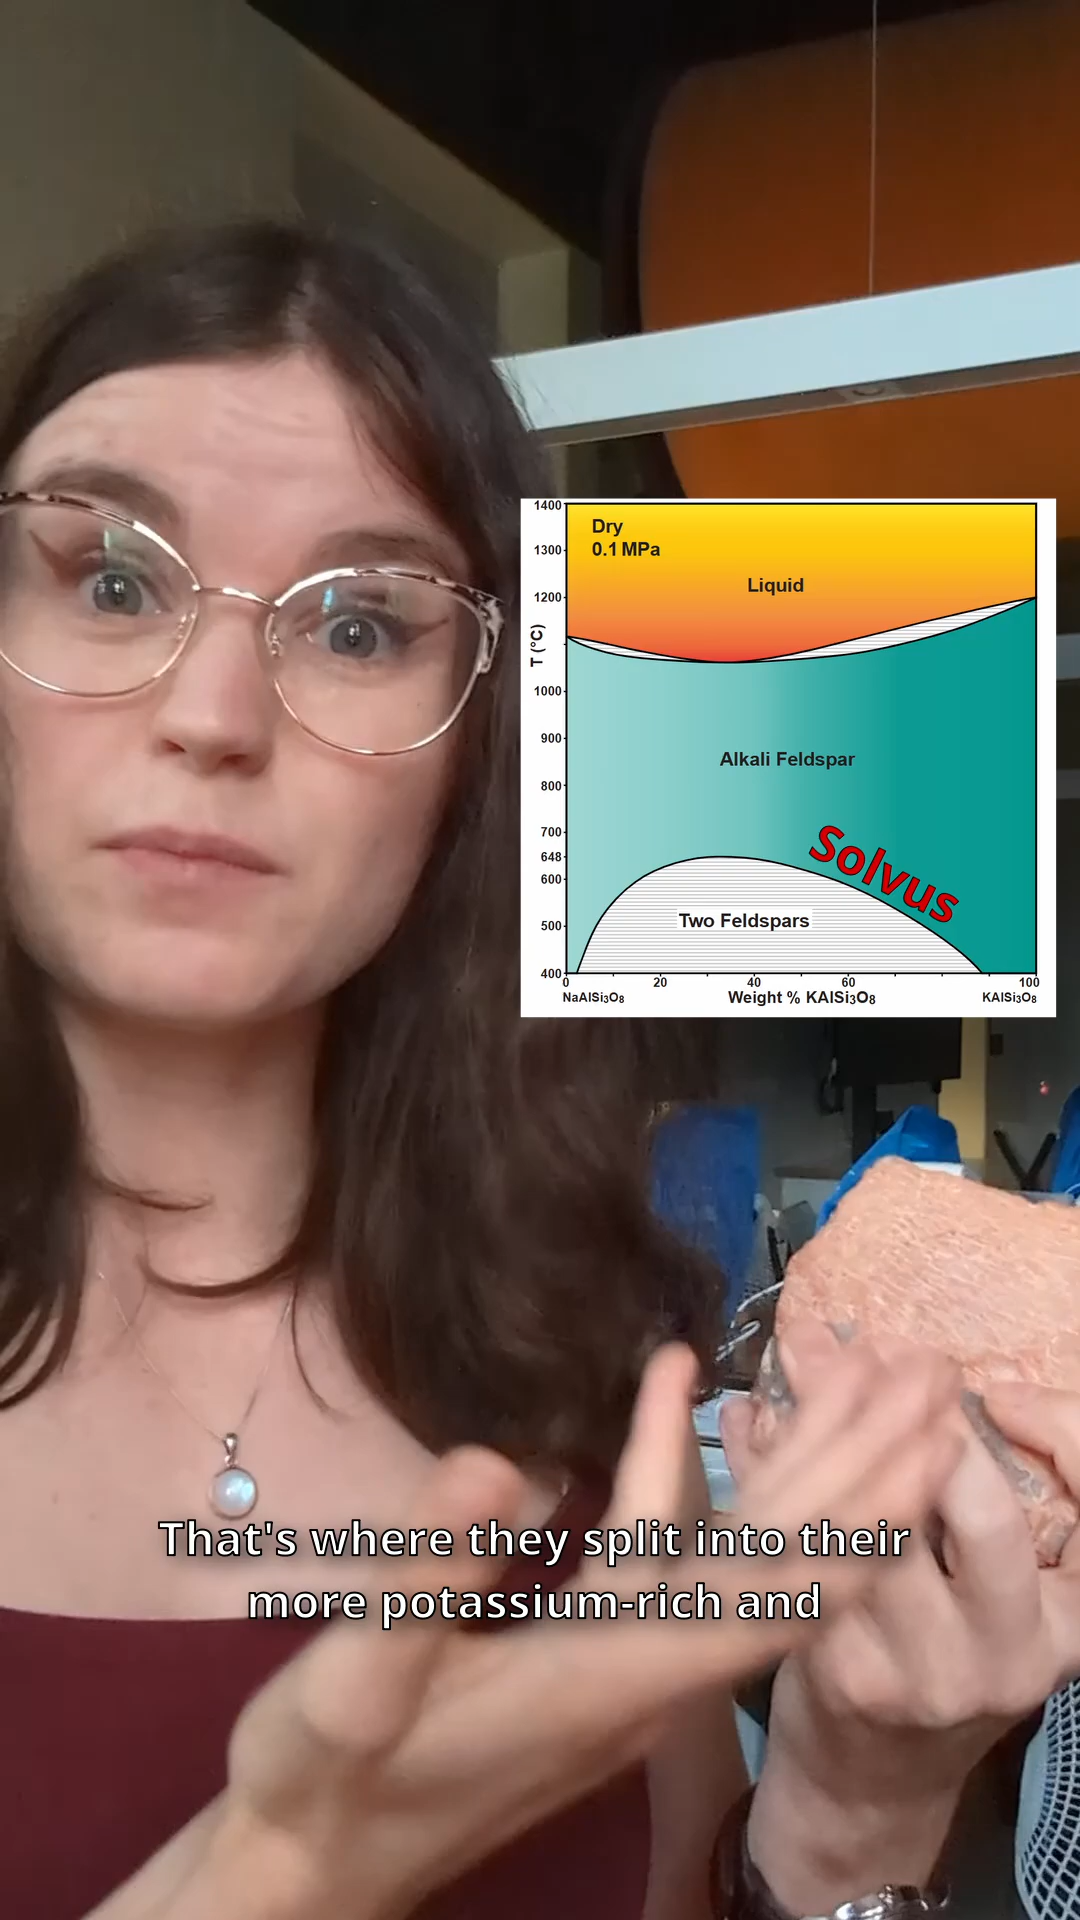 1400
Dry
0.1 MPa
1300
Liquid
1200
T (°C)
1000
900
Alkali Feldspar
800
700
Solvus
648
600
Two Feldspars
500
400
0 20 40 60 100
NaAlSi₃O₈ Weight % KAlSi₃O₈ KAlSi₃O₈
That's where they split into their
more potassium-rich and